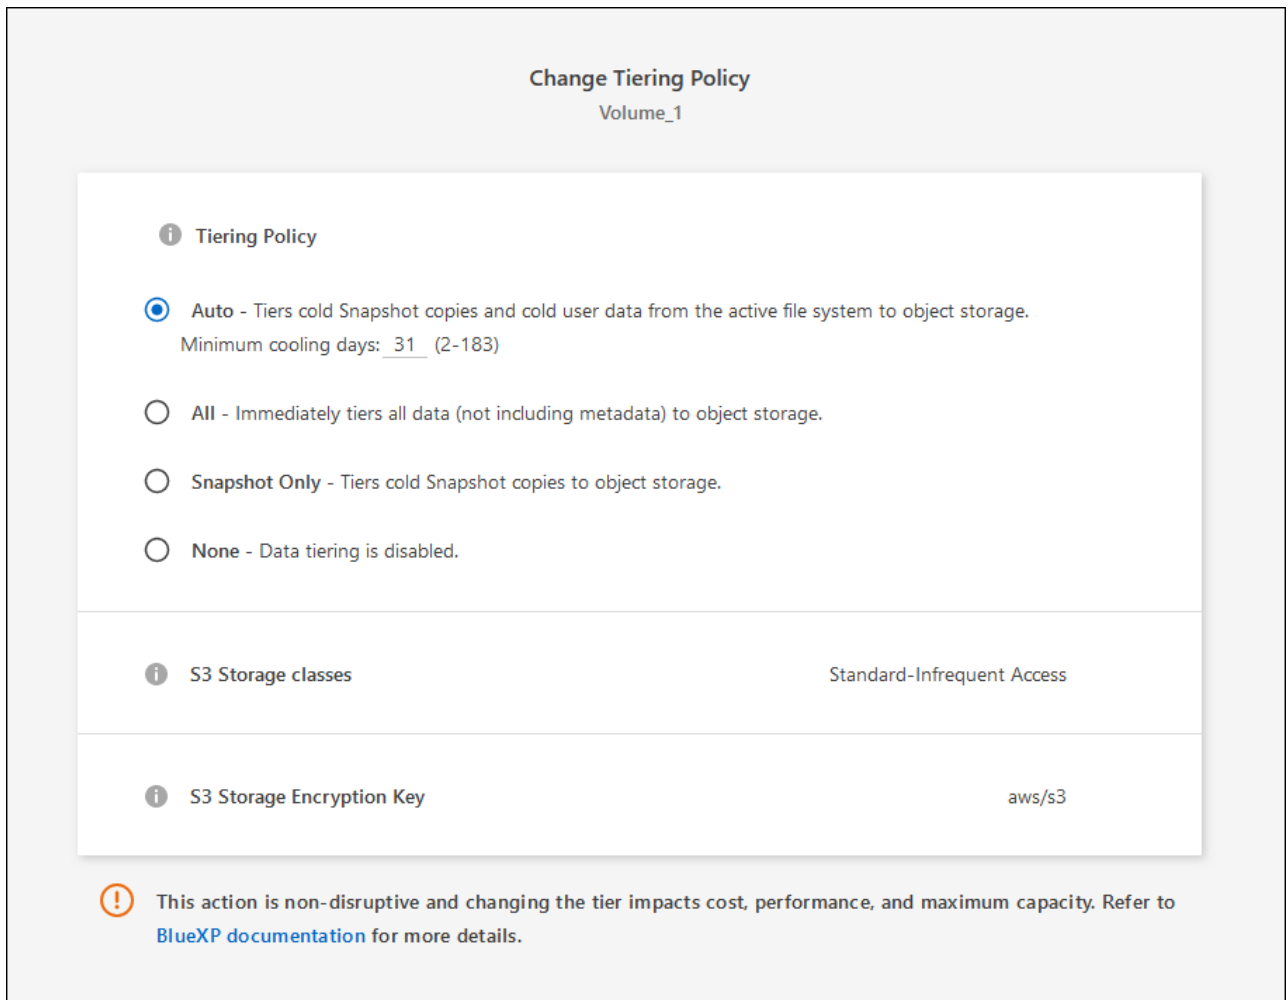 Change Tiering Policy
Volume_1
Tiering Policy
Auto - Tiers cold Snapshot copies and cold user data from the active file system to object storage.
Minimum cooling days: 31 (2-183)
All - Immediately tiers all data (not including metadata) to object storage.
Snapshot Only - Tiers cold Snapshot copies to object storage.
None - Data tiering is disabled.
S3 Storage classes Standard-Infrequent Access
S3 Storage Encryption Key aws/s3
This action is non-disruptive and changing the tier impacts cost, performance, and maximum capacity. Refer to
BlueXP documentation for more details.